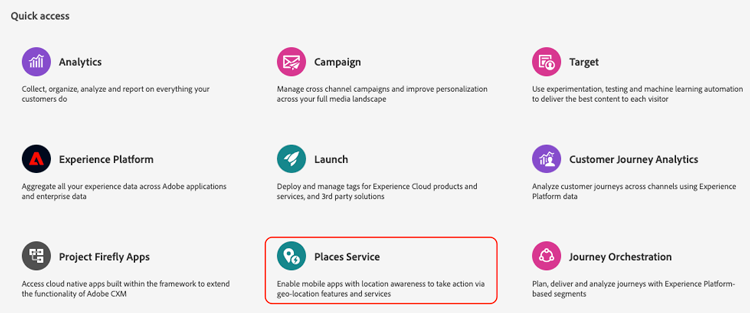 Quick access
Analytics
Collect, organize, analyze and report on everything your
customers do
Campaign
Manage cross channel campaigns and improve personalization
across your full media landscape
Target
Use experimentation, testing and machine learning automation
to deliver the best content to each visitor
Experience Platform
Aggregate all your experience data across Adobe applications
and enterprise data
Launch
Deploy and manage tags for Experience Cloud products and
services, and 3rd party solutions
Customer Journey Analytics
Analyze customer journeys across channels using Experience
Platform data
Project Firefly Apps
Access cloud native apps built within the framework to extend
the functionality of Adobe CXM
Places Service
Enable mobile apps with location awareness to take action via
geo-location features and services
Journey Orchestration
Plan, deliver and analyze journeys with Experience Platform-
based segments